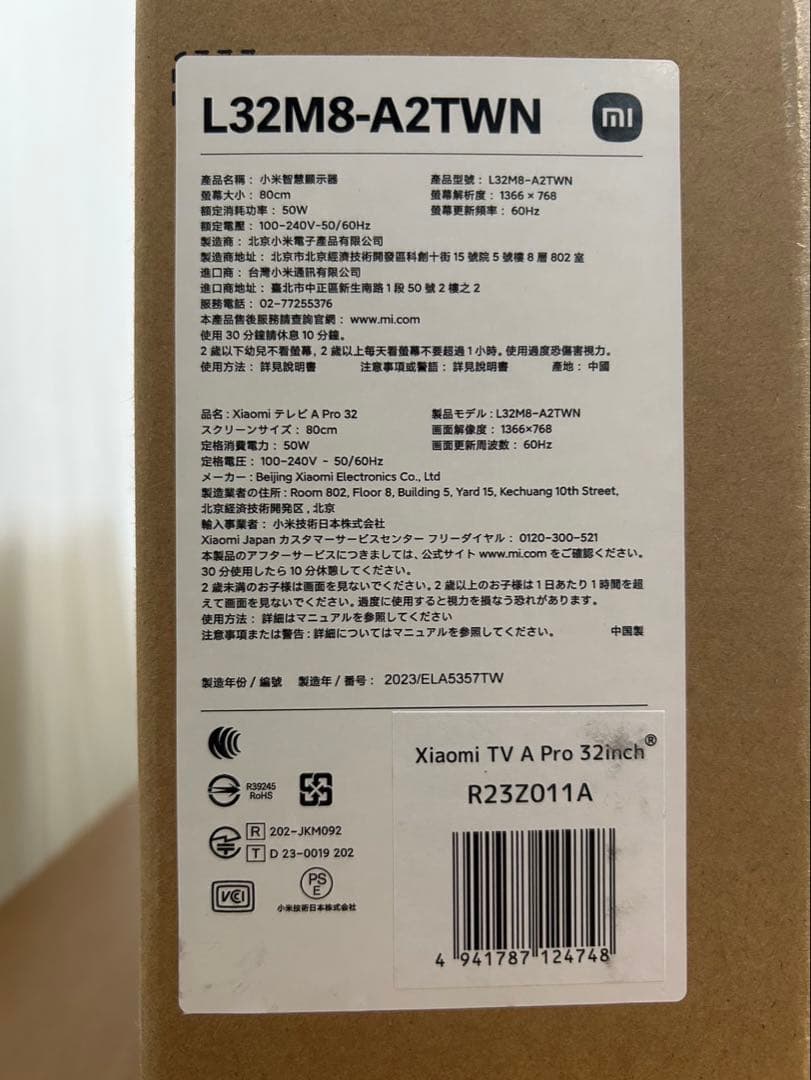 L32M8-A2TWN
mi
產品名稱：小米智慧顯示器 產品型號：L32M8-A2TWN
螢幕大小：80cm 螢幕解析度：1366 × 768
額定消耗功率：50W 螢幕更新頻率：60Hz
額定電壓：100-240V~50/60Hz
製造商：北京小米電子產品有限公司
製造商地址：北京市北京經濟技術開發區科創十街 15 號院 5 號樓 8 層 802 室
進口商：台灣小米通訊有限公司
進口商地址：臺北市中正區新生南路 1 段 50 號 2 樓之 2
服務電話：02-77255376
本產品售後服務請查詢官網：www.mi.com
使用 30 分鐘請休息 10 分鐘。
2 歲以下幼兒不看螢幕，2 歲以上每天看螢幕不要超過 1 小時。使用過度恐傷害視力。
使用方法：詳見說明書 注意事項或警語：詳見說明書 產地：中國
品名：Xiaomi テレビ A Pro 32 製品モデル：L32M8-A2TWN
スクリーンサイズ：80cm 画面解像度：1366×768
定格消費電力：50W 画面更新周波数：60Hz
定格電圧：100-240V ~ 50/60Hz
メーカー：Beijing Xiaomi Electronics Co., Ltd
製造業者の住所：Room 802, Floor 8, Building 5, Yard 15, Kechuang 10th Street,
北京経済技術開発区，北京
輸入事業者：小米技術日本株式会社
Xiaomi Japan カスタマーサービスセンター フリーダイヤル：0120-300-521
本製品のアフターサービスにつきましては、公式サイト www.mi.com をご確認ください。
30 分使用したら 10 分休憩してください。
2 歳未満のお子様は画面を見ないでください。2 歳以上のお子様は 1 日あたり 1 時間を超
えて画面を見ないでください。過度に使用すると視力を損なう恐れがあります。
使用方法：詳細はマニュアルを参照してください
注意事項または警告：詳細についてはマニュアルを参照してください。 中国製
製造年份 / 編號 製造年 / 番号：2023/ELA5357TW
Xiaomi TV A Pro 32inch®
R23Z011A
R39245
RoHS
R 202-JKM092
T D 23-0019 202
VCCI
PS
E
小米技術日本株式会社
4 941787 124748